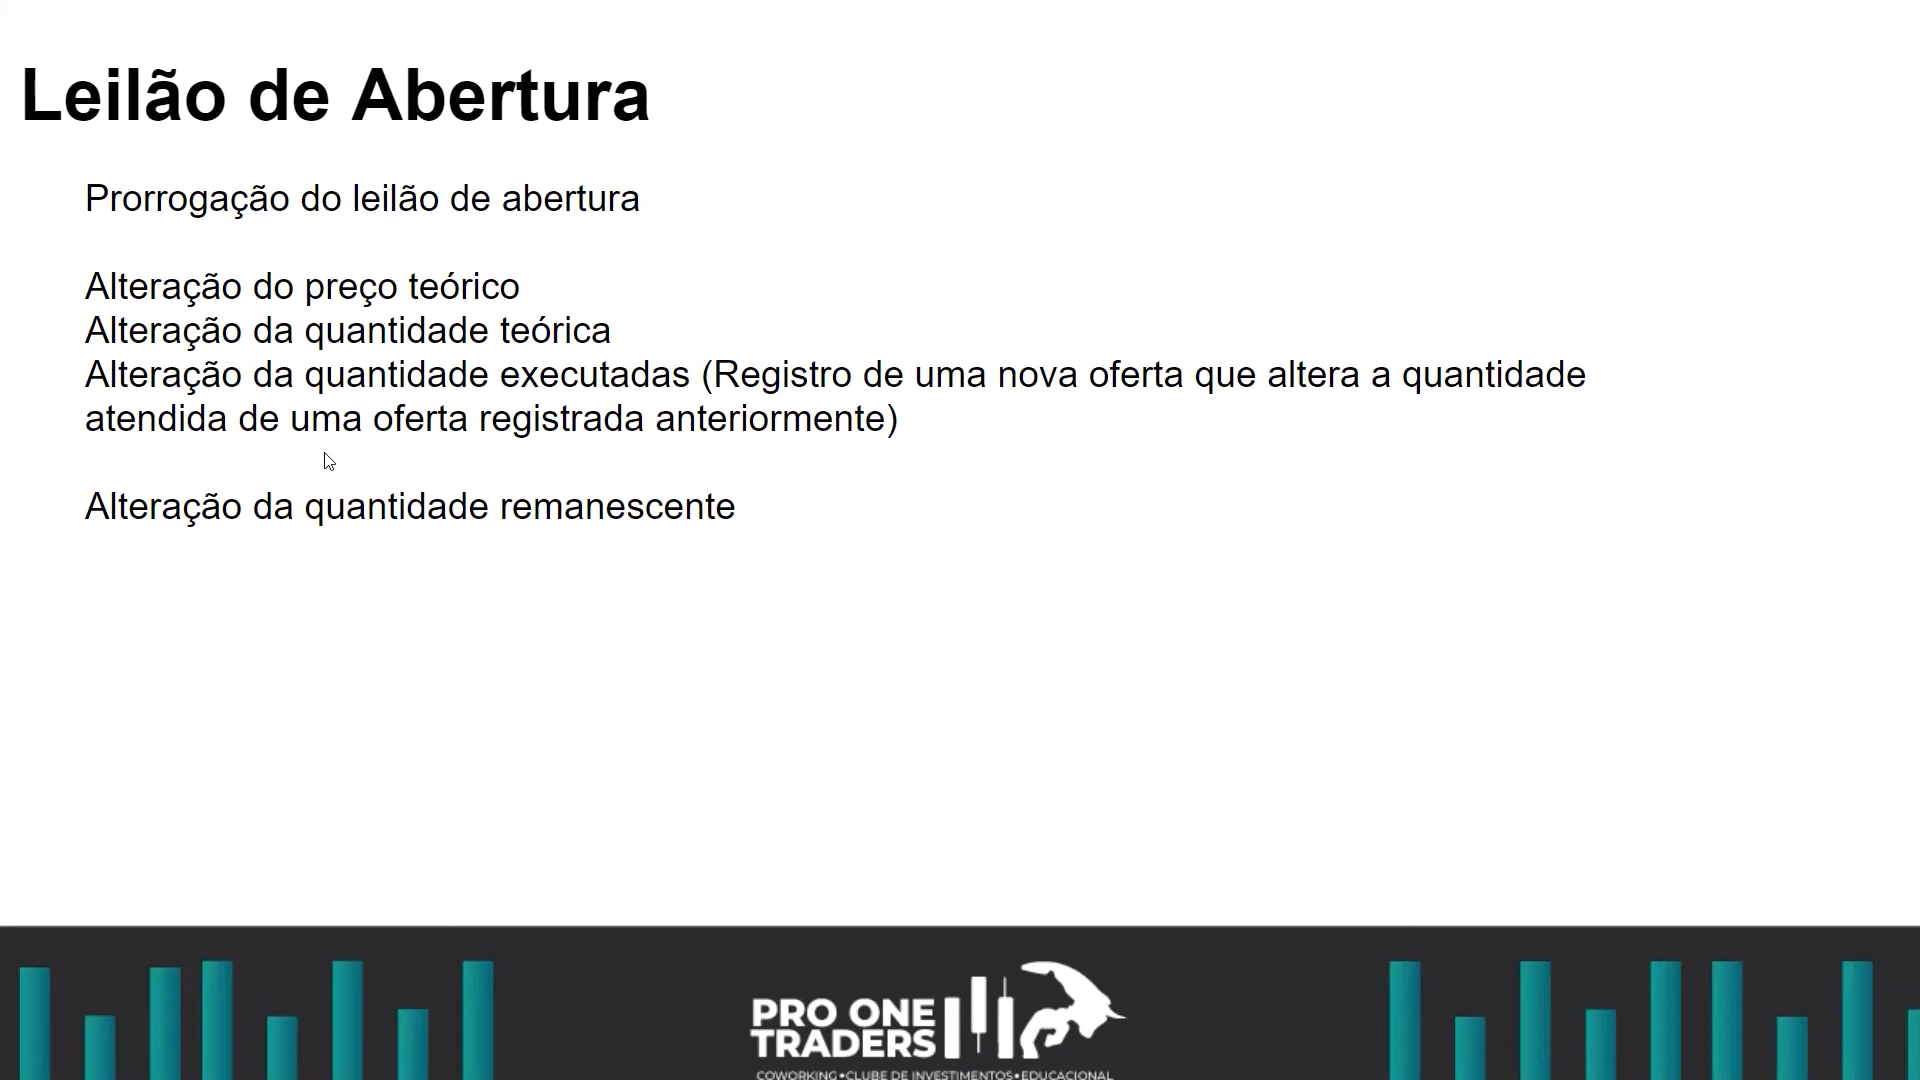 Leilão de Abertura
Prorrogação do leilão de abertura
Alteração do preço teórico
Alteração da quantidade teórica
Alteração da quantidade executadas (Registro de uma nova oferta que altera a quantidade
atendida de uma oferta registrada anteriormente)
Alteração da quantidade remanescente
PRO ONE
TRADERS
COWORKING•CLUBE DE INVESTIMENTOS•EDUCACIONAL